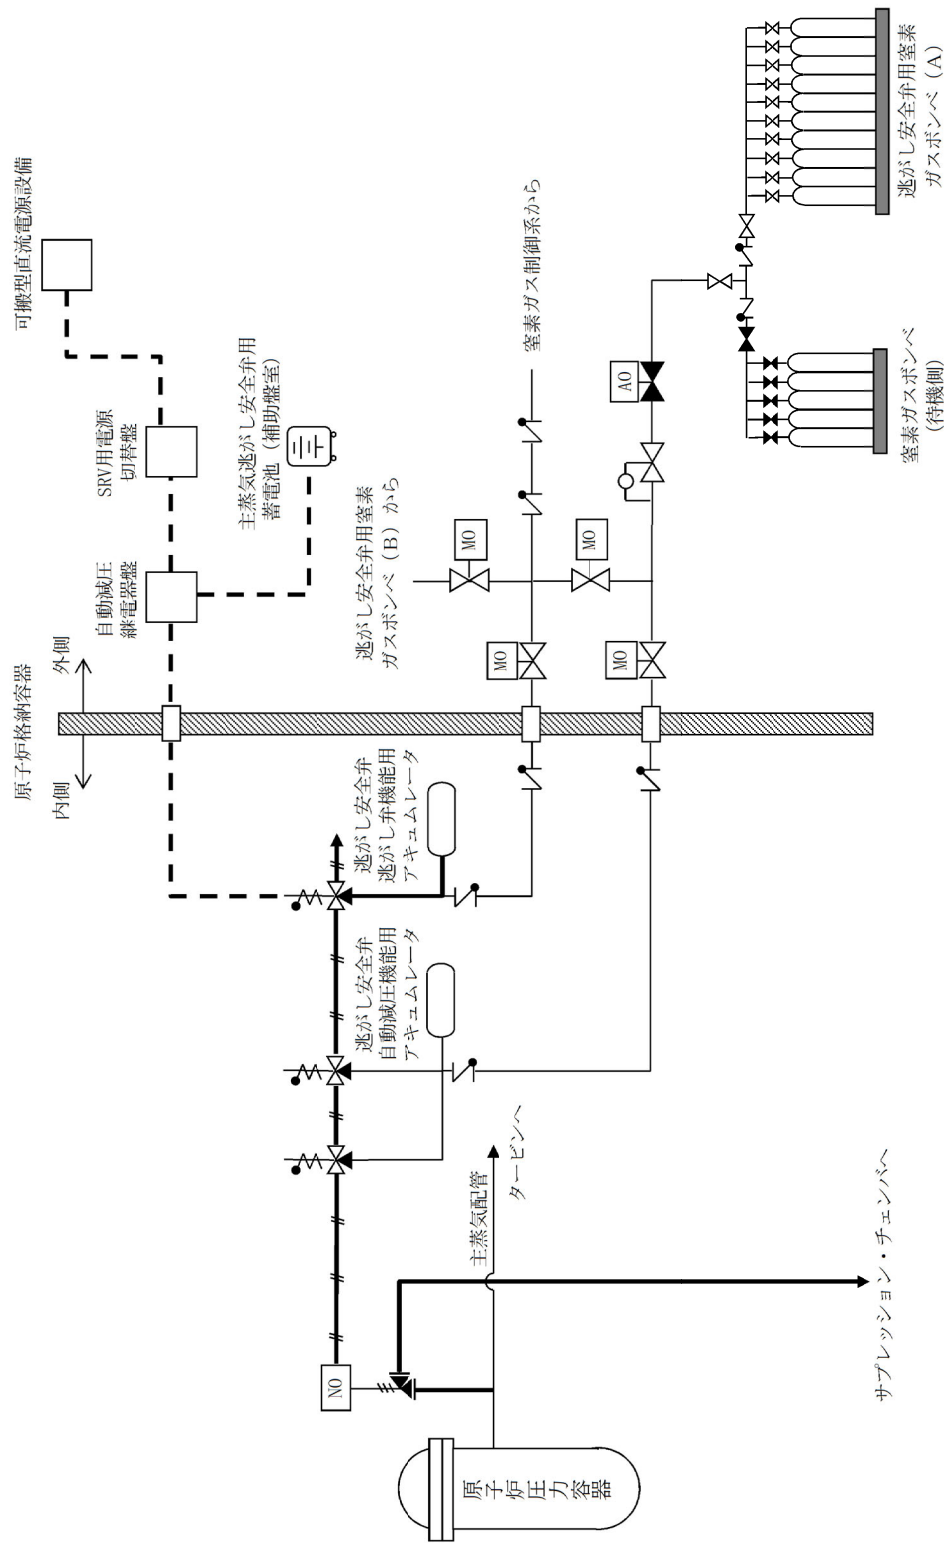 可搬型直流電源設備
SRV用電源
切替盤
主蒸気逃がし安全弁用
蓄電池（補助盤室）
自動減圧
継電器盤
原子炉格納容器
外側
内側
窒素ガス制御系から
逃がし安全弁用窒素
ガスボンベ（B）から
MO
MO
MO
MO
AO
逃がし安全弁用窒素
ガスボンベ（A）
窒素ガスボンベ
（待機側）
逃がし安全弁
逃がし弁機能用
アキュムレータ
逃がし安全弁
自動減圧機能用
アキュムレータ
NO
主蒸気配管
タービンへ
サプレッション・チェンバへ
原子炉圧力容器